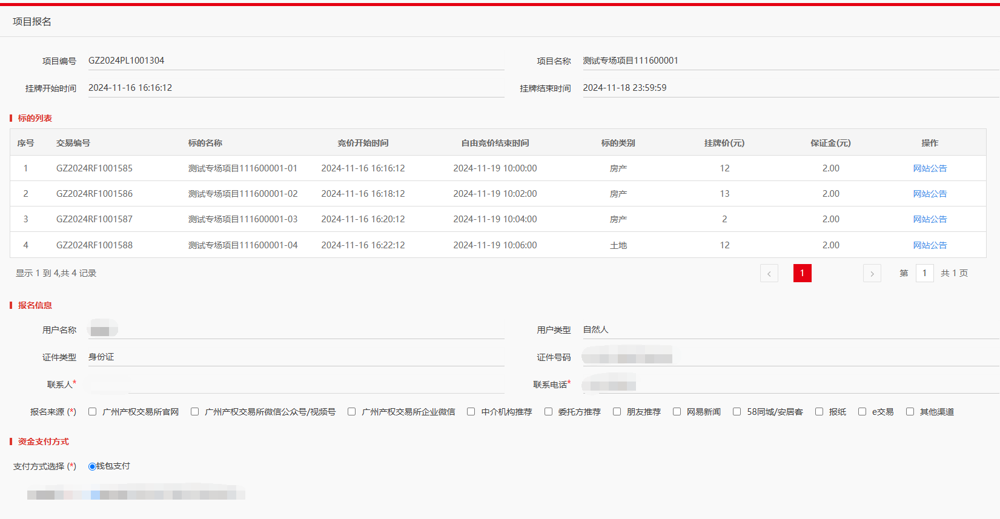 项目报名
项目编号 GZ2024PL1001304 项目名称 测试专场项目111600001
挂牌开始时间 2024-11-16 16:16:12 挂牌结束时间 2024-11-18 23:59:59
标的列表
序号 交易编号 标的名称 竞价开始时间 自由竞价结束时间 标的类别 挂牌价(元) 保证金(元) 操作
1 GZ2024RF1001585 测试专场项目111600001-01 2024-11-16 16:16:12 2024-11-19 10:00:00 房产 12 2.00 网站公告
2 GZ2024RF1001586 测试专场项目111600001-02 2024-11-16 16:18:12 2024-11-19 10:02:00 房产 13 2.00 网站公告
3 GZ2024RF1001587 测试专场项目111600001-03 2024-11-16 16:20:12 2024-11-19 10:04:00 房产 2 2.00 网站公告
4 GZ2024RF1001588 测试专场项目111600001-04 2024-11-16 16:22:12 2024-11-19 10:06:00 土地 12 2.00 网站公告
显示 1 到 4,共 4 记录 ‹ 1 › 第 1 共 1 页
报名信息
用户名称 用户类型 自然人
证件类型 身份证 证件号码
联系人* 联系电话*
报名来源 (*) 广州产权交易所官网 广州产权交易所微信公众号/视频号 广州产权交易所企业微信 中介机构推荐 委托方推荐 朋友推荐 网易新闻 58同城/安居客 报纸 e交易 其他渠道
资金支付方式
支付方式选择 (*) 钱包支付